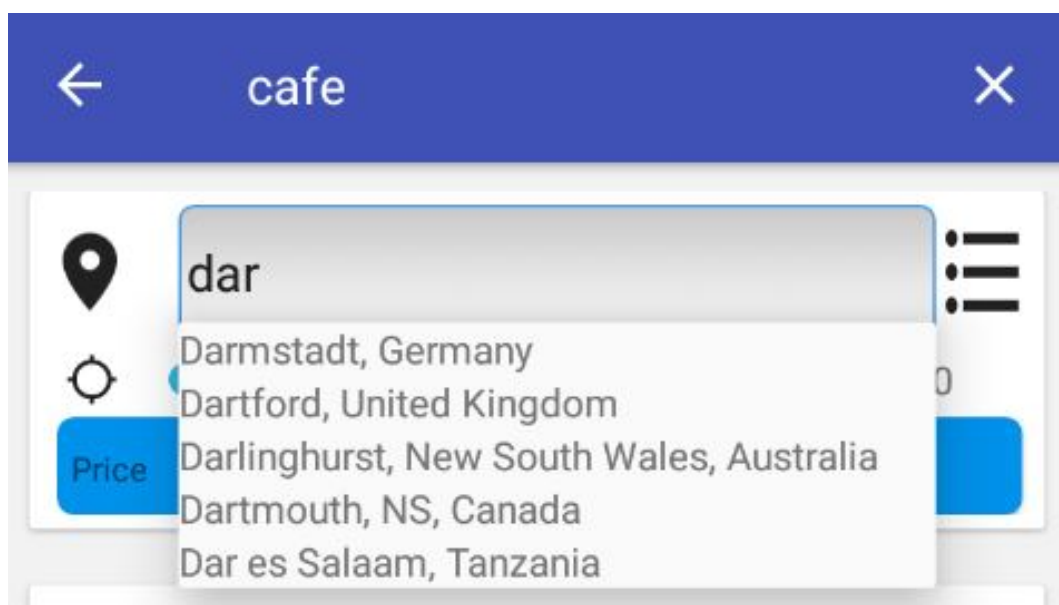 cafe
dar
Darmstadt, Germany
Dartford, United Kingdom
0
Darlinghurst, New South Wales, Australia
Price
Dartmouth, NS, Canada
Dar es Salaam, Tanzania